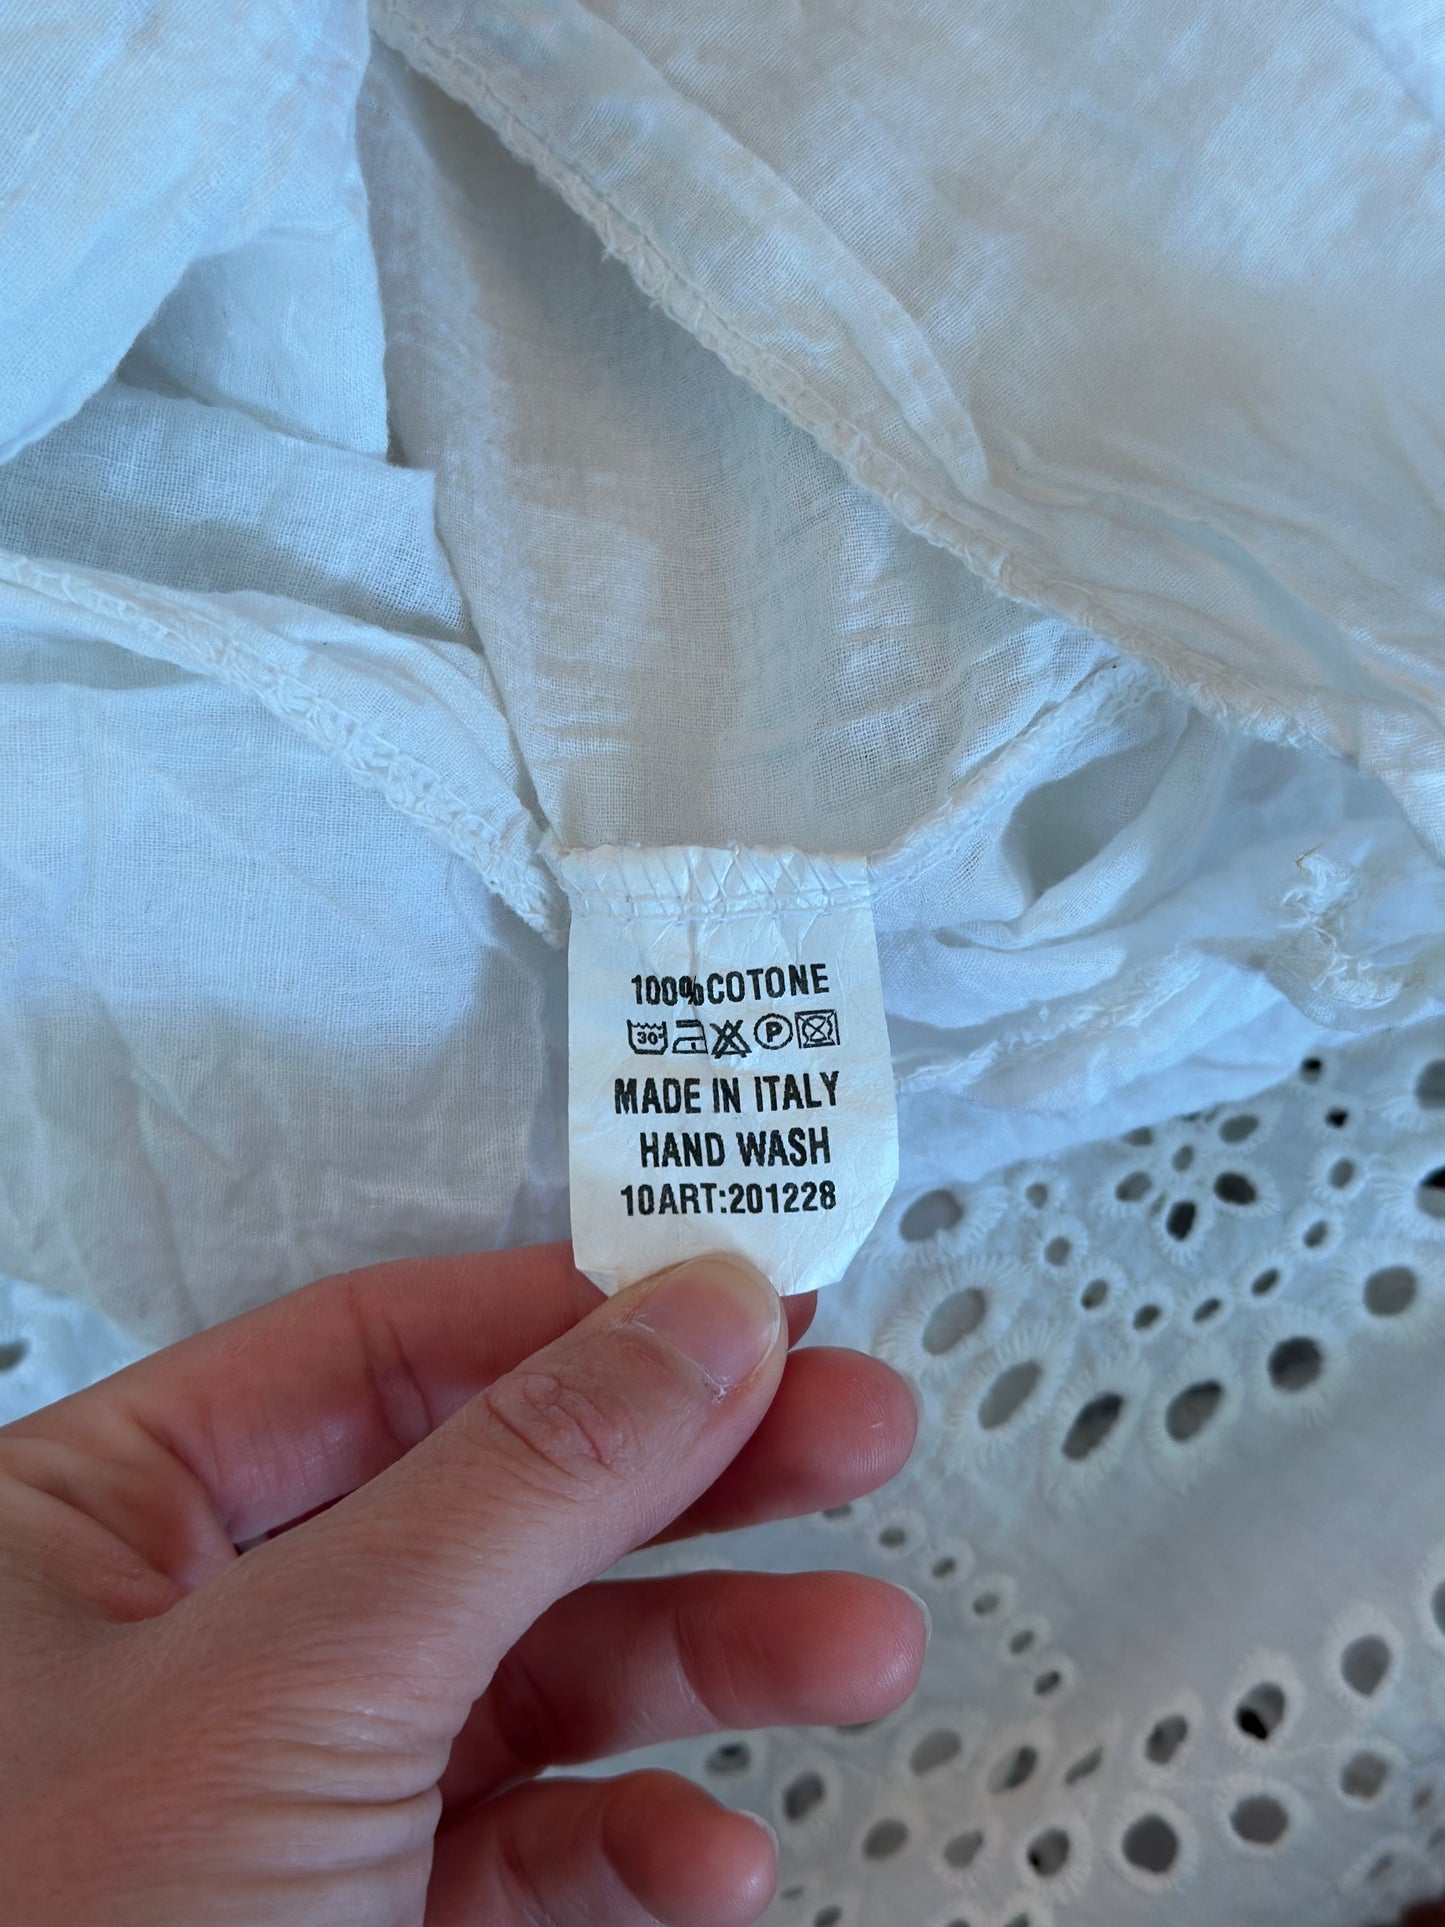 100%COTONE
30° P
MADE IN ITALY
HAND WASH
10ART:201228